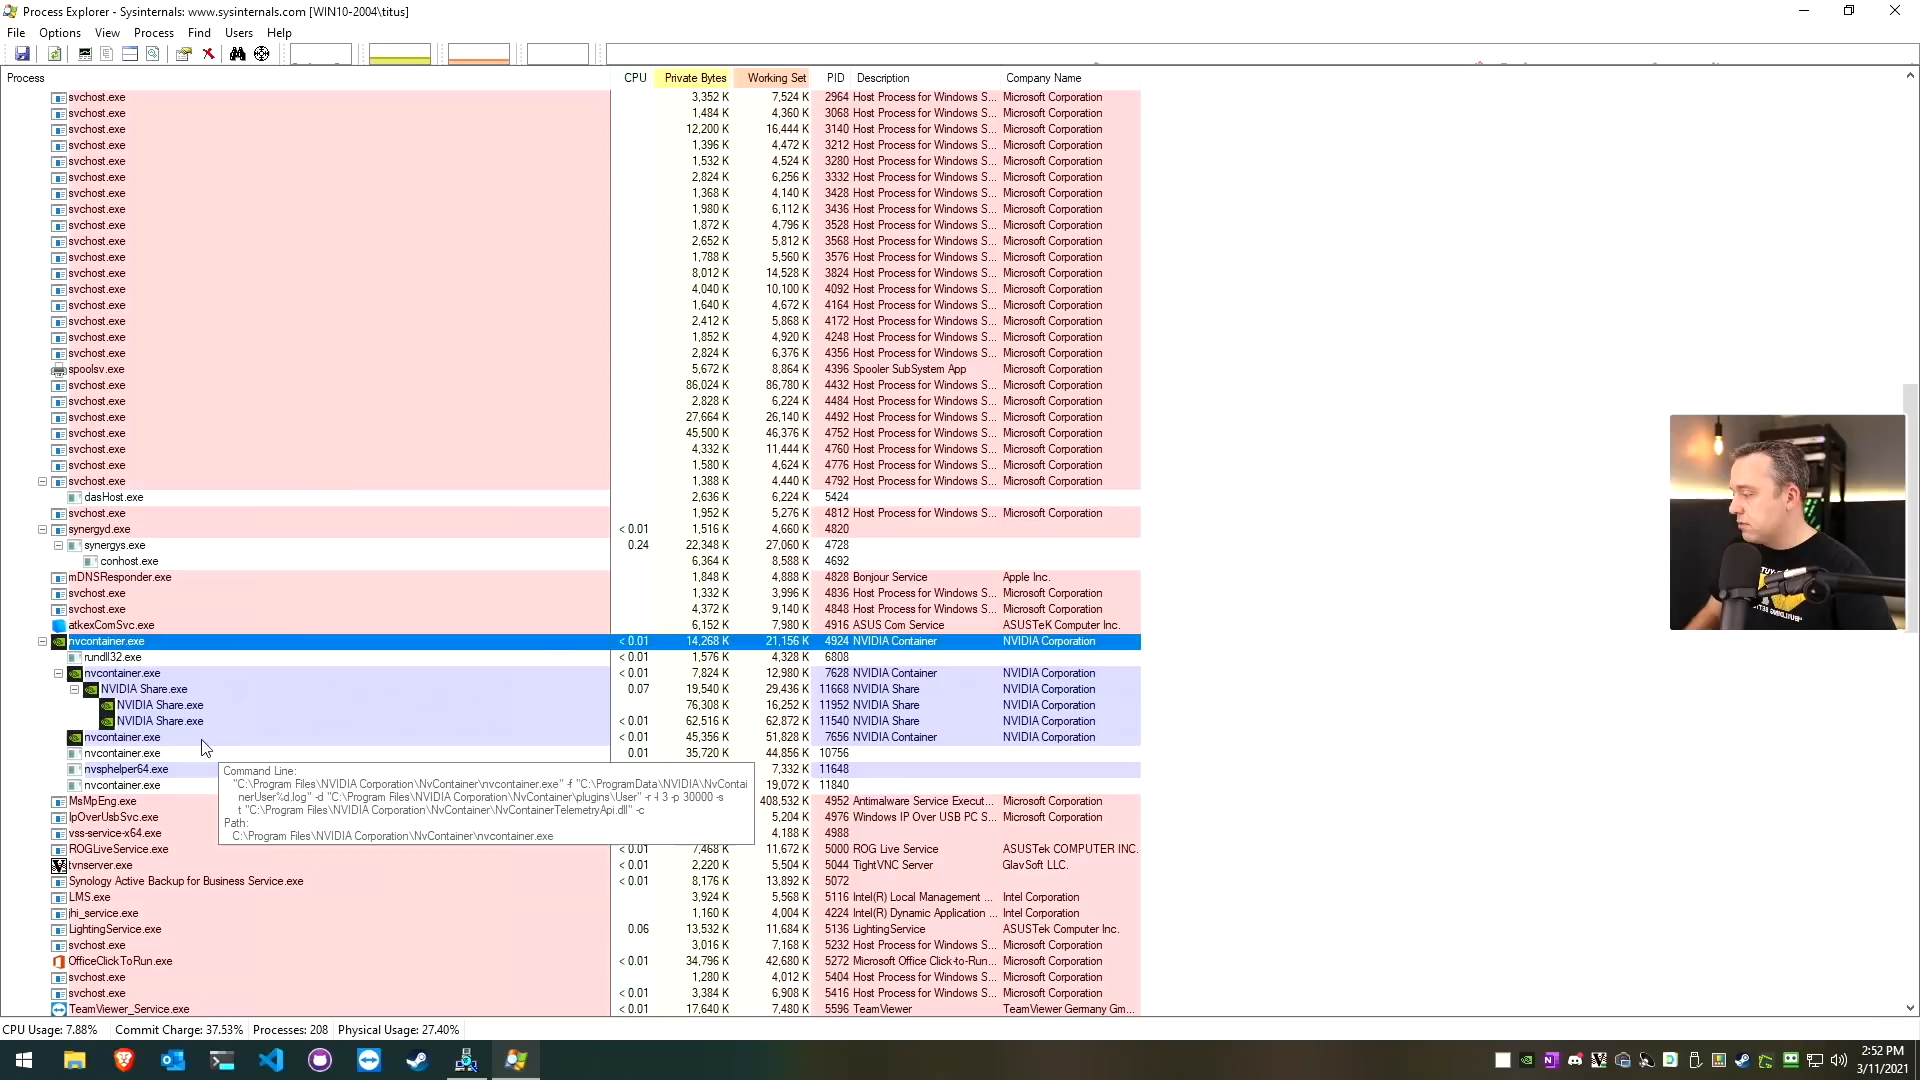 Process Explorer - Sysinternals: www.sysinternals.com [WIN10-2004\titus]
File Options View Process Find Users Help
Process CPU Private Bytes Working Set PID Description Company Name
svchost.exe 3,352 K 7,524 K 2964 Host Process for Windows S... Microsoft Corporation
svchost.exe 1,484 K 4,360 K 3068 Host Process for Windows S... Microsoft Corporation
svchost.exe 12,200 K 16,444 K 3140 Host Process for Windows S... Microsoft Corporation
svchost.exe 1,396 K 4,472 K 3212 Host Process for Windows S... Microsoft Corporation
svchost.exe 1,532 K 4,524 K 3280 Host Process for Windows S... Microsoft Corporation
svchost.exe 2,824 K 6,256 K 3332 Host Process for Windows S... Microsoft Corporation
svchost.exe 1,368 K 4,140 K 3428 Host Process for Windows S... Microsoft Corporation
svchost.exe 1,980 K 6,112 K 3436 Host Process for Windows S... Microsoft Corporation
svchost.exe 1,872 K 4,796 K 3528 Host Process for Windows S... Microsoft Corporation
svchost.exe 2,652 K 5,812 K 3568 Host Process for Windows S... Microsoft Corporation
svchost.exe 1,788 K 5,560 K 3576 Host Process for Windows S... Microsoft Corporation
svchost.exe 8,012 K 14,528 K 3824 Host Process for Windows S... Microsoft Corporation
svchost.exe 4,040 K 10,100 K 4092 Host Process for Windows S... Microsoft Corporation
svchost.exe 1,640 K 4,672 K 4164 Host Process for Windows S... Microsoft Corporation
svchost.exe 2,412 K 5,868 K 4172 Host Process for Windows S... Microsoft Corporation
svchost.exe 1,852 K 4,920 K 4248 Host Process for Windows S... Microsoft Corporation
svchost.exe 2,824 K 6,376 K 4356 Host Process for Windows S... Microsoft Corporation
spoolsv.exe 5,672 K 8,864 K 4396 Spooler SubSystem App Microsoft Corporation
svchost.exe 86,024 K 86,780 K 4432 Host Process for Windows S... Microsoft Corporation
svchost.exe 2,828 K 6,224 K 4484 Host Process for Windows S... Microsoft Corporation
svchost.exe 27,664 K 26,140 K 4492 Host Process for Windows S... Microsoft Corporation
svchost.exe 45,500 K 46,376 K 4752 Host Process for Windows S... Microsoft Corporation
svchost.exe 4,332 K 11,444 K 4760 Host Process for Windows S... Microsoft Corporation
svchost.exe 1,580 K 4,624 K 4776 Host Process for Windows S... Microsoft Corporation
svchost.exe 1,388 K 4,440 K 4792 Host Process for Windows S... Microsoft Corporation
dasHost.exe 2,636 K 6,224 K 5424
svchost.exe 1,952 K 5,276 K 4812 Host Process for Windows S... Microsoft Corporation
synergyd.exe < 0.01 1,516 K 4,660 K 4820
synergys.exe 0.24 22,348 K 27,060 K 4728
conhost.exe 6,364 K 8,588 K 4692
mDNSResponder.exe 1,848 K 4,888 K 4828 Bonjour Service Apple Inc.
svchost.exe 1,332 K 3,996 K 4836 Host Process for Windows S... Microsoft Corporation
svchost.exe 4,372 K 9,140 K 4848 Host Process for Windows S... Microsoft Corporation
atkexComSvc.exe 6,152 K 7,980 K 4916 ASUS Com Service ASUSTeK Computer Inc.
nvcontainer.exe < 0.01 14,268 K 21,156 K 4924 NVIDIA Container NVIDIA Corporation
rundll32.exe < 0.01 1,576 K 4,328 K 6808
nvcontainer.exe < 0.01 7,824 K 12,980 K 7628 NVIDIA Container NVIDIA Corporation
NVIDIA Share.exe 0.07 19,540 K 29,436 K 11668 NVIDIA Share NVIDIA Corporation
NVIDIA Share.exe 76,308 K 16,252 K 11952 NVIDIA Share NVIDIA Corporation
NVIDIA Share.exe < 0.01 62,516 K 62,872 K 11540 NVIDIA Share NVIDIA Corporation
nvcontainer.exe < 0.01 45,356 K 51,828 K 7656 NVIDIA Container NVIDIA Corporation
nvcontainer.exe 0.01 35,720 K 44,856 K 10756
nvsphelper64.exe 7,332 K 11648
nvcontainer.exe 19,072 K 11840
Command Line:
"C:\Program Files\NVIDIA Corporation\NvContainer\nvcontainer.exe" -f "C:\ProgramData\NVIDIA\NvContai
nerUser%d.log" -d "C:\Program Files\NVIDIA Corporation\NvContainer\plugins\User" -r -l 3 -p 30000 -s
t "C:\Program Files\NVIDIA Corporation\NvContainer\NvContainerTelemetryApi.dll" -c
Path:
C:\Program Files\NVIDIA Corporation\NvContainer\nvcontainer.exe
MsMpEng.exe 408,532 K 4952 Antimalware Service Execut... Microsoft Corporation
IpOverUsbSvc.exe 5,204 K 4976 Windows IP Over USB PC S... Microsoft Corporation
vss-service-x64.exe 4,188 K 4988
ROGLiveService.exe < 0.01 7,468 K 11,672 K 5000 ROG Live Service ASUSTek COMPUTER INC.
tvnserver.exe < 0.01 2,220 K 5,504 K 5044 TightVNC Server GlavSoft LLC.
Synology Active Backup for Business Service.exe < 0.01 8,176 K 13,892 K 5072
LMS.exe 3,924 K 5,568 K 5116 Intel(R) Local Management ... Intel Corporation
jhi_service.exe 1,160 K 4,004 K 4224 Intel(R) Dynamic Application ... Intel Corporation
LightingService.exe 0.06 13,532 K 11,684 K 5136 LightingService ASUSTek Computer Inc.
svchost.exe 3,016 K 7,168 K 5232 Host Process for Windows S... Microsoft Corporation
OfficeClickToRun.exe < 0.01 34,796 K 42,680 K 5272 Microsoft Office Click-to-Run... Microsoft Corporation
svchost.exe 1,280 K 4,012 K 5404 Host Process for Windows S... Microsoft Corporation
svchost.exe < 0.01 3,384 K 6,908 K 5416 Host Process for Windows S... Microsoft Corporation
TeamViewer_Service.exe < 0.01 17,640 K 7,480 K 5596 TeamViewer TeamViewer Germany Gm...
CPU Usage: 7.88% Commit Charge: 37.53% Processes: 208 Physical Usage: 27.40%
2:52 PM
3/11/2021